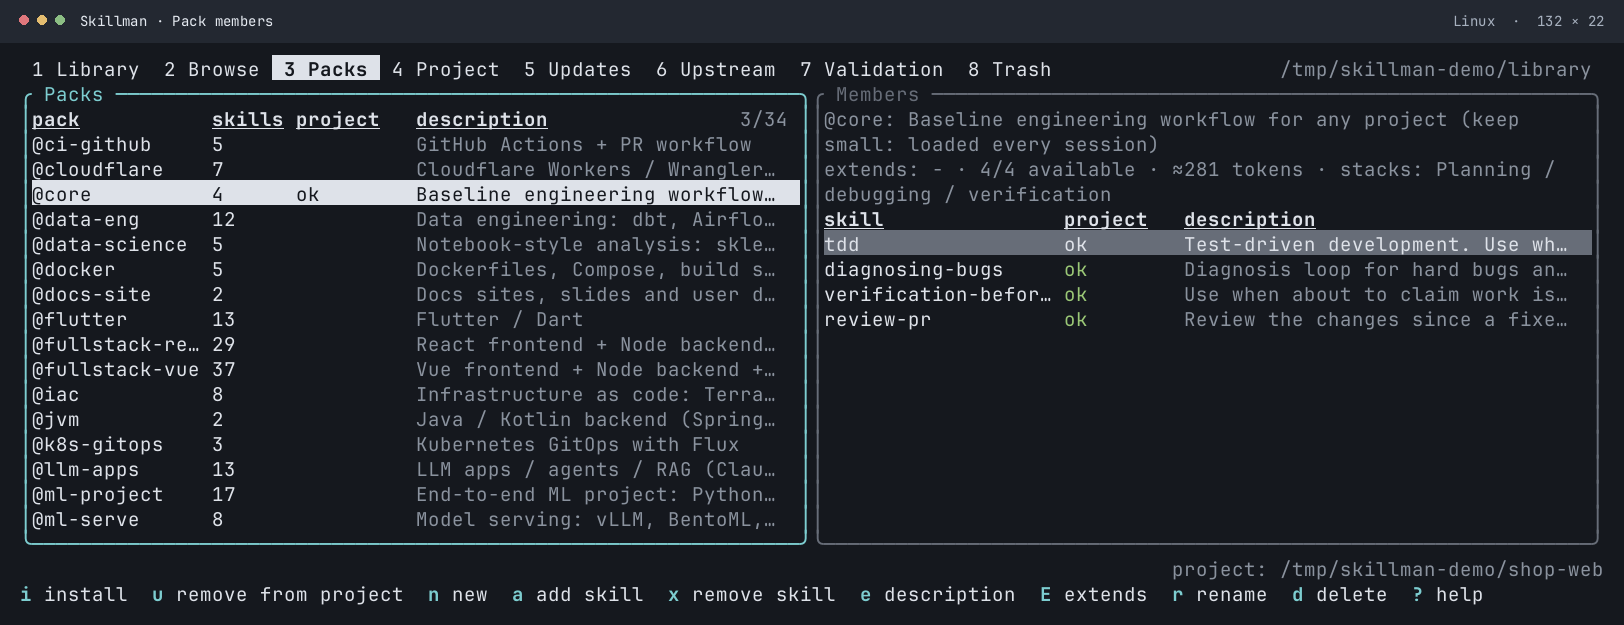 Skillman · Pack members
Linux · 132 × 22
1 Library 2 Browse 3 Packs 4 Project 5 Updates 6 Upstream 7 Validation 8 Trash /tmp/skillman-demo/library
Packs
pack skills project description 3/34
@ci-github 5 GitHub Actions + PR workflow
@cloudflare 7 Cloudflare Workers / Wrangler…
@core 4 ok Baseline engineering workflow…
@data-eng 12 Data engineering: dbt, Airflo…
@data-science 5 Notebook-style analysis: skle…
@docker 5 Dockerfiles, Compose, build s…
@docs-site 2 Docs sites, slides and user d…
@flutter 13 Flutter / Dart
@fullstack-re… 29 React frontend + Node backend…
@fullstack-vue 37 Vue frontend + Node backend +…
@iac 8 Infrastructure as code: Terra…
@jvm 2 Java / Kotlin backend (Spring…
@k8s-gitops 3 Kubernetes GitOps with Flux
@llm-apps 13 LLM apps / agents / RAG (Clau…
@ml-project 17 End-to-end ML project: Python…
@ml-serve 8 Model serving: vLLM, BentoML,…
Members
@core: Baseline engineering workflow for any project (keep
small: loaded every session)
extends: - · 4/4 available · ≈281 tokens · stacks: Planning /
debugging / verification
skill project description
tdd ok Test-driven development. Use wh…
diagnosing-bugs ok Diagnosis loop for hard bugs an…
verification-befor… ok Use when about to claim work is…
review-pr ok Review the changes since a fixe…
project: /tmp/skillman-demo/shop-web
i install u remove from project n new a add skill x remove skill e description E extends r rename d delete ? help